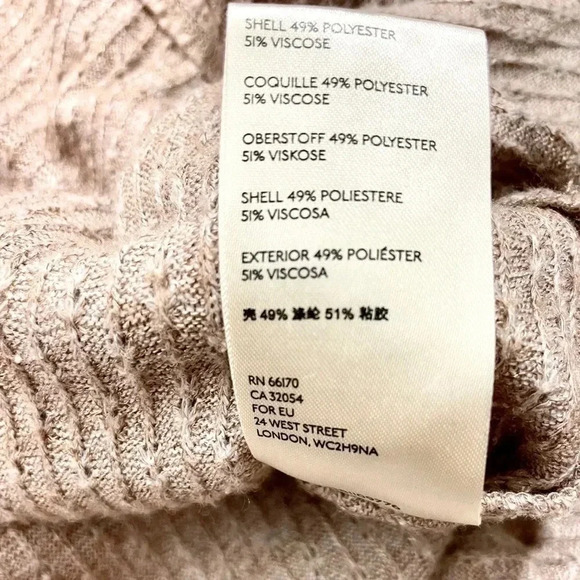 SHELL 49% POLYESTER
51% VISCOSE
COQUILLE 49% POLYESTER
51% VISCOSE
OBERSTOFF 49% POLYESTER
51% VISKOSE
SHELL 49% POLIESTERE
51% VISCOSA
EXTERIOR 49% POLIÉSTER
51% VISCOSA
壳 49% 涤纶 51% 粘胶
RN 66170
CA 32054
FOR EU
24 WEST STREET
LONDON, WC2H9NA